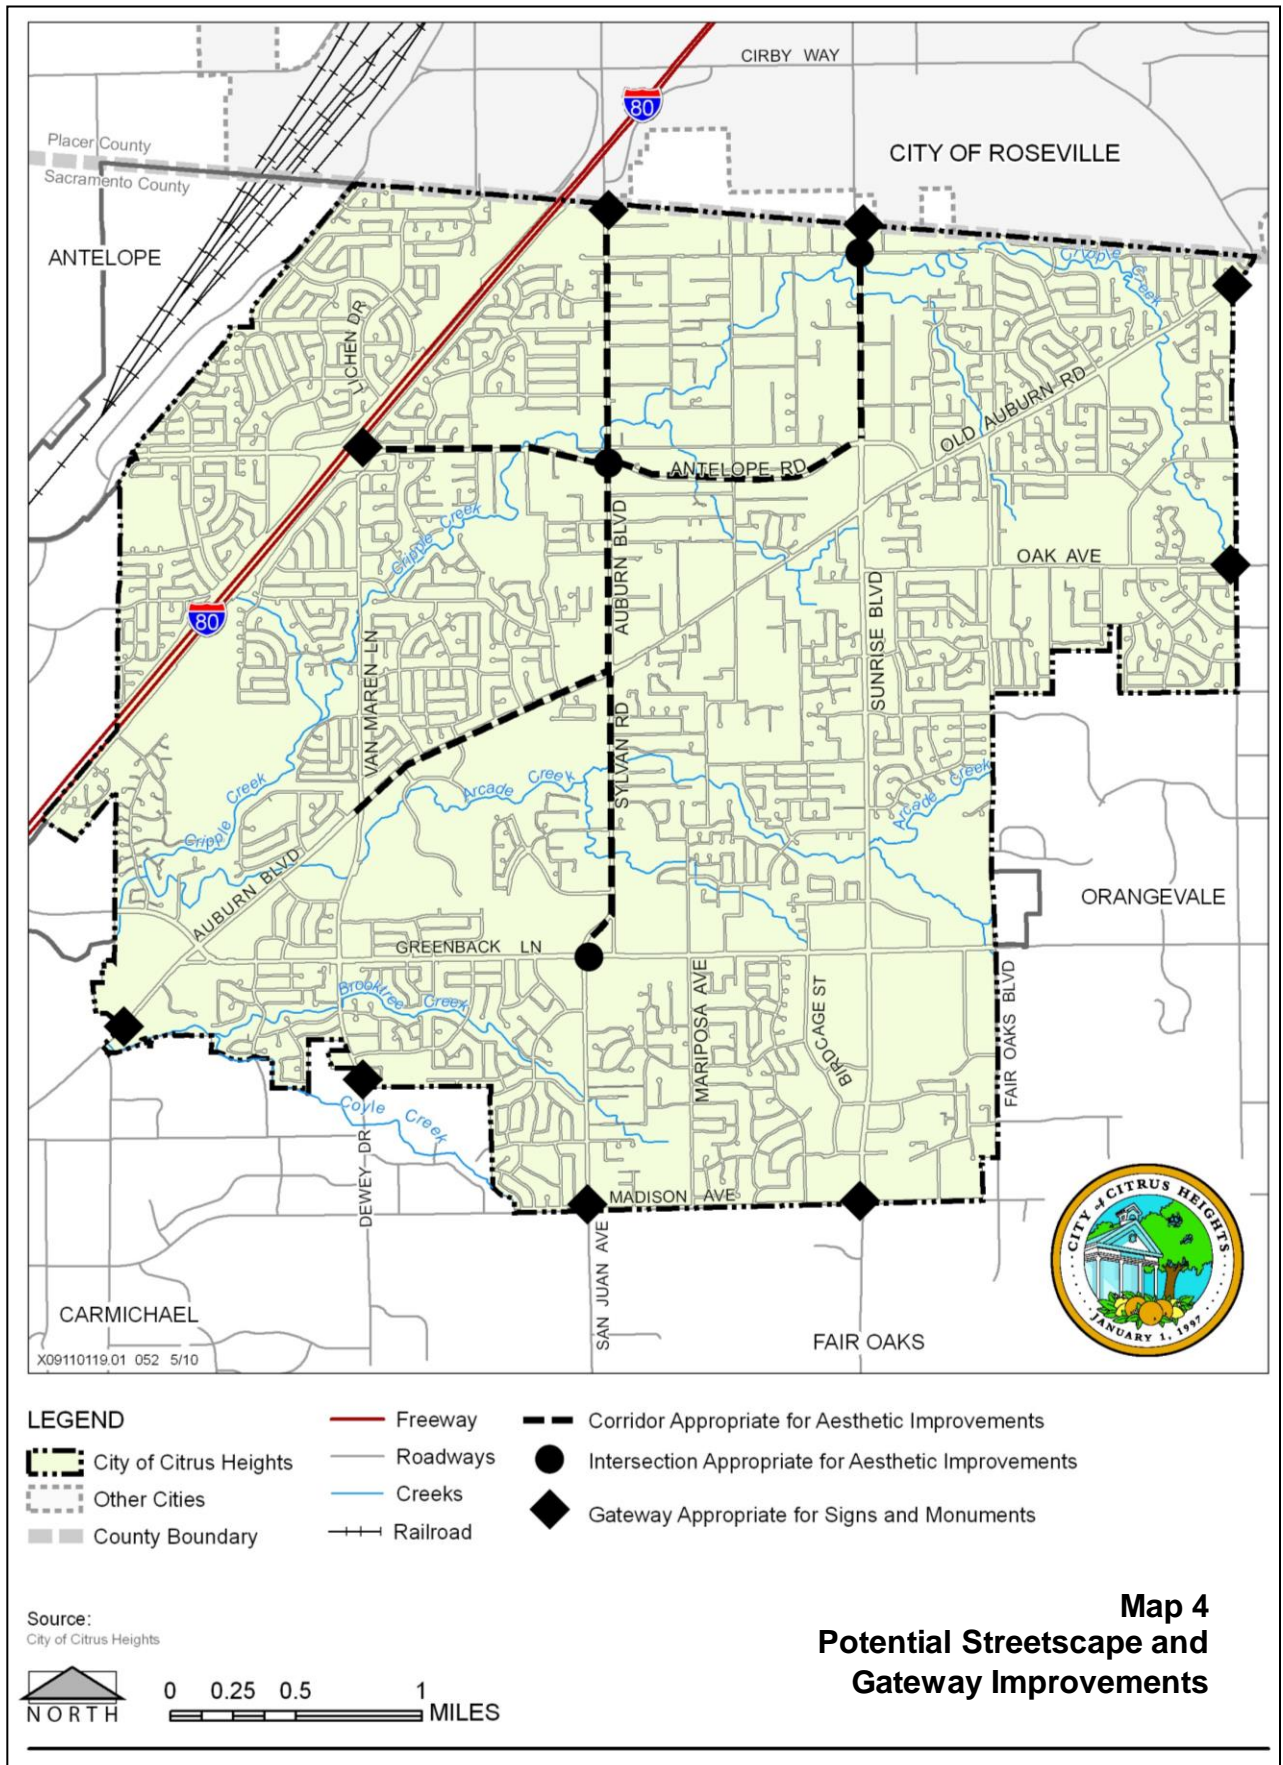 CIRBY WAY
80
CITY OF ROSEVILLE
Placer County
Sacramento County
ANTELOPE
LICHEN DR
Cripple Creek
OLD AUBURN RD
ANTELOPE RD
Cripple Creek
AUBURN BLVD
OAK AVE
SUNRISE BLVD
80
VAN MAREN LN
SYLVAN RD
Cripple Creek
Arcade Creek
Arcade Creek
AUBURN BLVD
ORANGEVALE
GREENBACK LN
Brooktree Creek
MARIPOSA AVE
BIRDCAGE ST
FAIR OAKS BLVD
Coyle Creek
DEWEY DR
MADISON AVE
SAN JUAN AVE
CARMICHAEL
FAIR OAKS
CITY of CITRUS HEIGHTS
JANUARY 1, 1997
X09110119.01 052 5/10
LEGEND
City of Citrus Heights
Other Cities
County Boundary
Freeway
Roadways
Creeks
Railroad
Corridor Appropriate for Aesthetic Improvements
Intersection Appropriate for Aesthetic Improvements
Gateway Appropriate for Signs and Monuments
Source:
City of Citrus Heights
NORTH
0 0.25 0.5 1
MILES
Map 4
Potential Streetscape and
Gateway Improvements